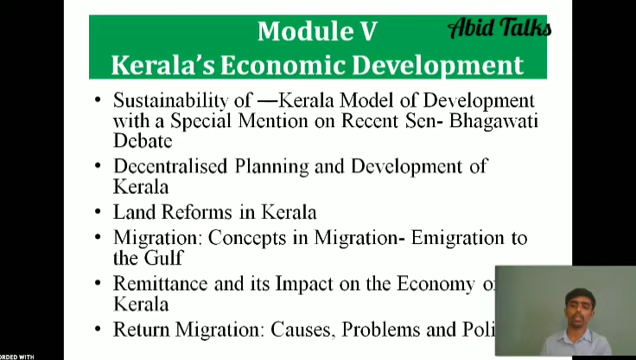 Module V
Abid Talks
Kerala's Economic Development
• Sustainability of —Kerala Model of Development
with a Special Mention on Recent Sen- Bhagawati
Debate
• Decentralised Planning and Development of
Kerala
• Land Reforms in Kerala
• Migration: Concepts in Migration- Emigration to
the Gulf
• Remittance and its Impact on the Economy
Kerala
• Return Migration: Causes, Problems and
WITH